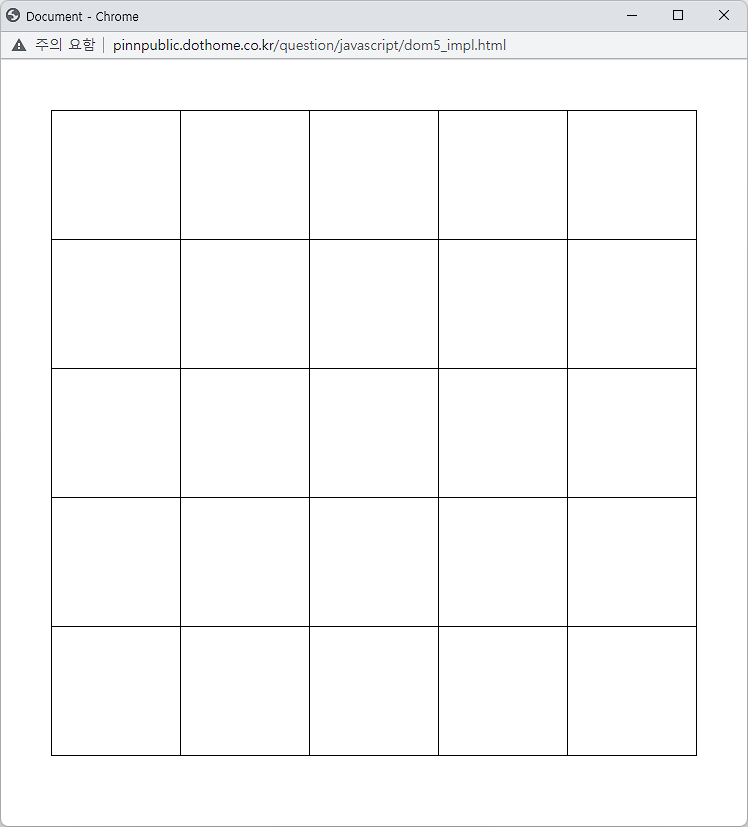 Document - Chrome
주의 요함 pinnpublic.dothome.co.kr/question/javascript/dom5_impl.html